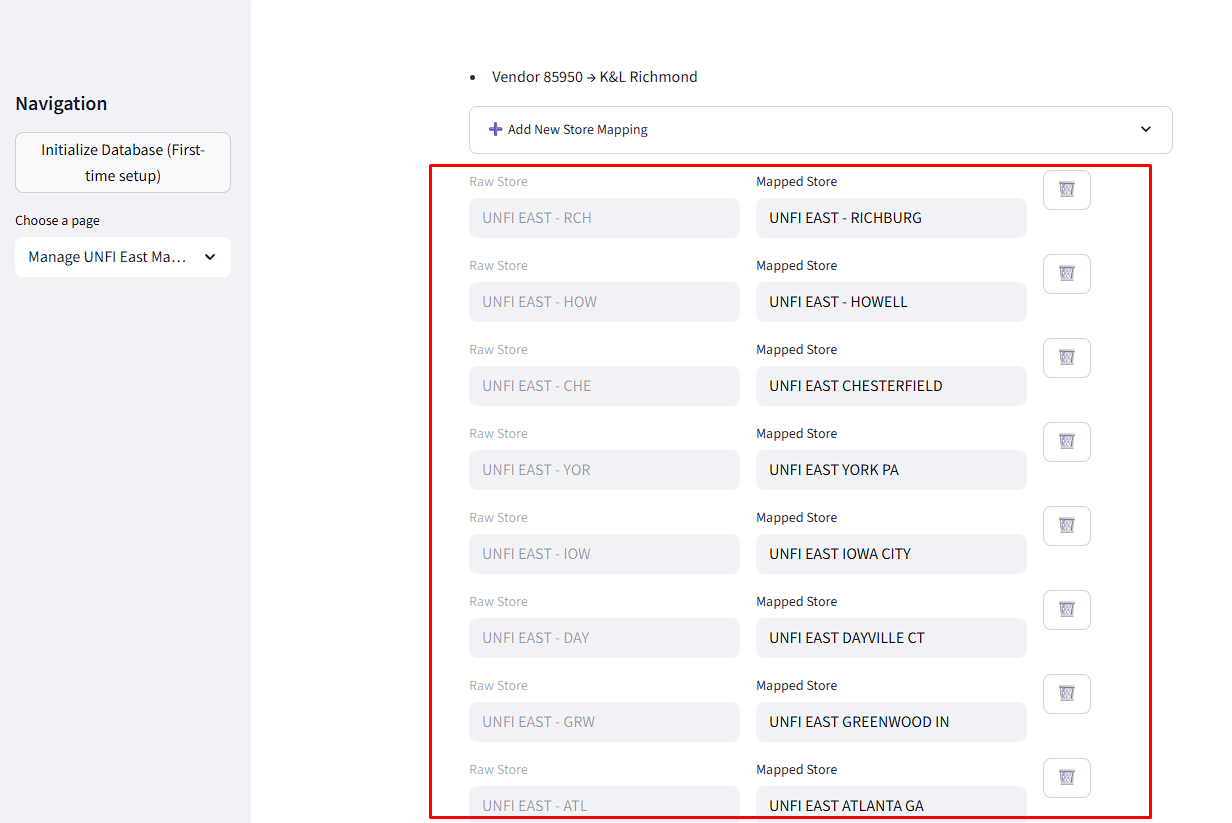 Navigation
Initialize Database (First-
time setup)
Choose a page
Manage UNFI East Ma...
Vendor 85950 → K&L Richmond
Add New Store Mapping
Raw Store Mapped Store
UNFI EAST - RCH UNFI EAST - RICHBURG
Raw Store Mapped Store
UNFI EAST - HOW UNFI EAST - HOWELL
Raw Store Mapped Store
UNFI EAST - CHE UNFI EAST CHESTERFIELD
Raw Store Mapped Store
UNFI EAST - YOR UNFI EAST YORK PA
Raw Store Mapped Store
UNFI EAST - IOW UNFI EAST IOWA CITY
Raw Store Mapped Store
UNFI EAST - DAY UNFI EAST DAYVILLE CT
Raw Store Mapped Store
UNFI EAST - GRW UNFI EAST GREENWOOD IN
Raw Store Mapped Store
UNFI EAST - ATL UNFI EAST ATLANTA GA